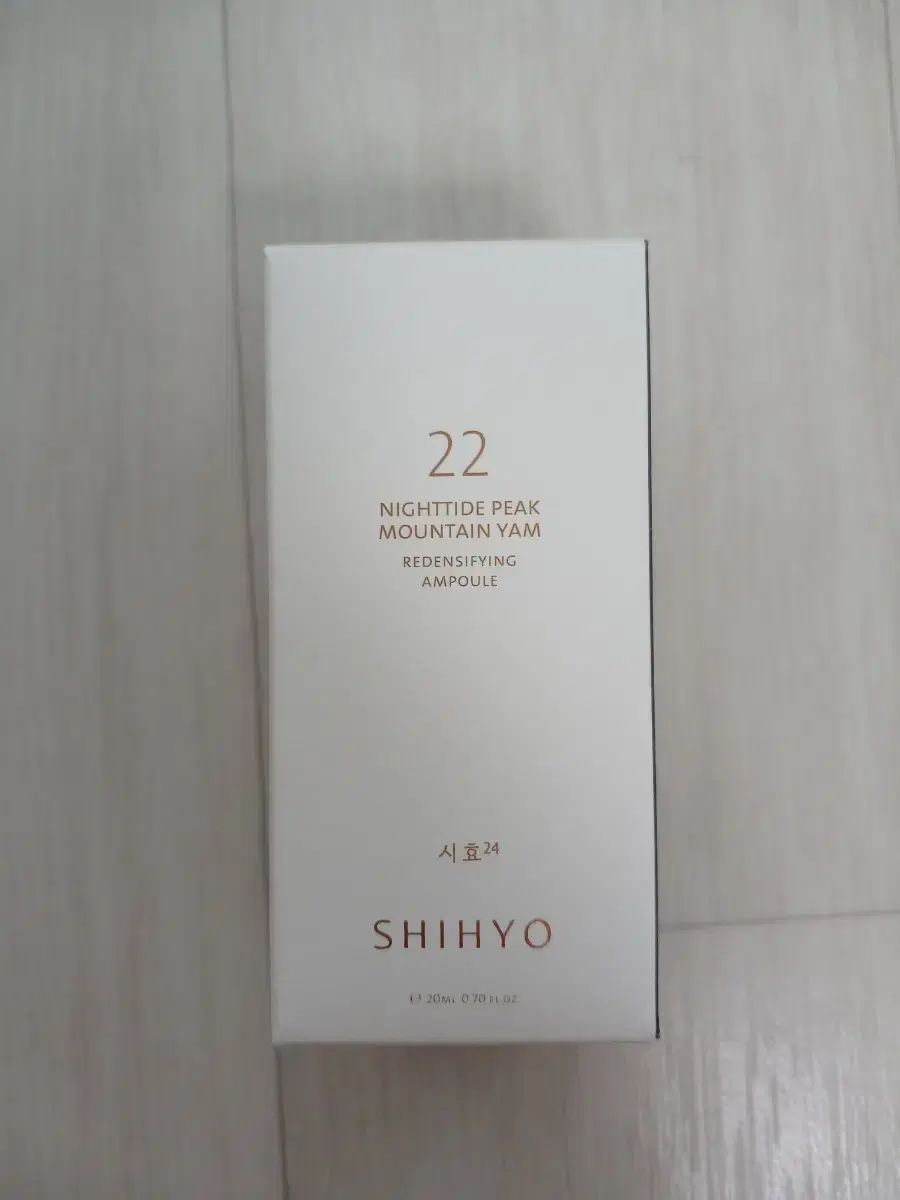 22
NIGHTTIDE PEAK
MOUNTAIN YAM
REDENSIFYING
AMPOULE
시효24
SHIHYO
℮ 20ML 0.70 FL.OZ.